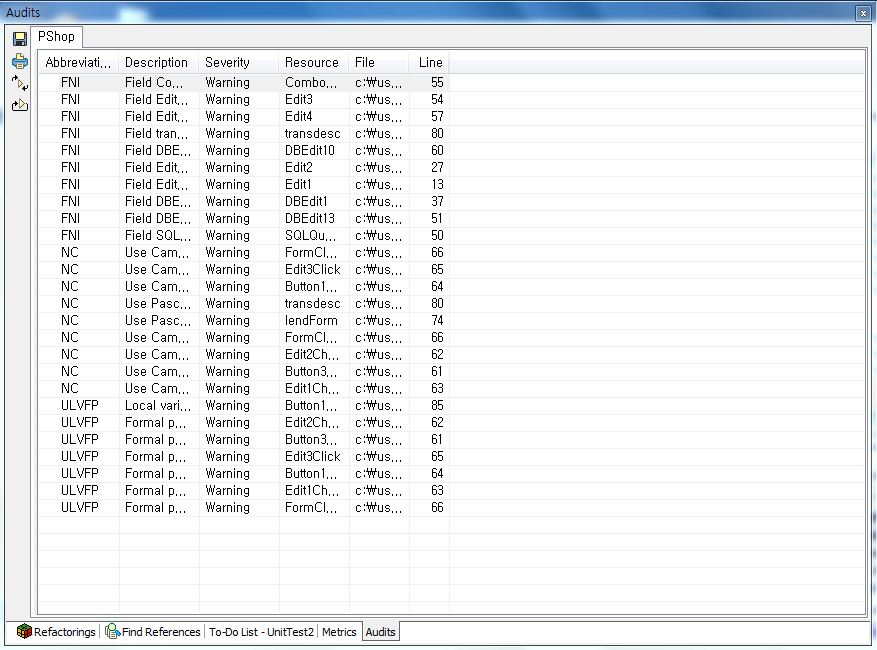 Audits
PShop
Abbreviati... Description Severity Resource File Line
FNI Field Co... Warning Combo... c:₩us... 55
FNI Field Edit... Warning Edit3 c:₩us... 54
FNI Field Edit... Warning Edit4 c:₩us... 57
FNI Field tran... Warning transdesc c:₩us... 80
FNI Field DBE... Warning DBEdit10 c:₩us... 60
FNI Field Edit... Warning Edit2 c:₩us... 27
FNI Field Edit... Warning Edit1 c:₩us... 13
FNI Field DBE... Warning DBEdit1 c:₩us... 37
FNI Field DBE... Warning DBEdit13 c:₩us... 51
FNI Field SQL... Warning SQLQu... c:₩us... 50
NC Use Cam... Warning FormCl... c:₩us... 66
NC Use Cam... Warning Edit3Click c:₩us... 65
NC Use Cam... Warning Button1... c:₩us... 64
NC Use Pasc... Warning transdesc c:₩us... 80
NC Use Pasc... Warning lendForm c:₩us... 74
NC Use Cam... Warning FormCl... c:₩us... 66
NC Use Cam... Warning Edit2Ch... c:₩us... 62
NC Use Cam... Warning Button3... c:₩us... 61
NC Use Cam... Warning Edit1Ch... c:₩us... 63
ULVFP Local vari... Warning Button1... c:₩us... 85
ULVFP Formal p... Warning Edit2Ch... c:₩us... 62
ULVFP Formal p... Warning Button3... c:₩us... 61
ULVFP Formal p... Warning Edit3Click c:₩us... 65
ULVFP Formal p... Warning Button1... c:₩us... 64
ULVFP Formal p... Warning Edit1Ch... c:₩us... 63
ULVFP Formal p... Warning FormCl... c:₩us... 66
Refactorings Find References To-Do List - UnitTest2 Metrics Audits